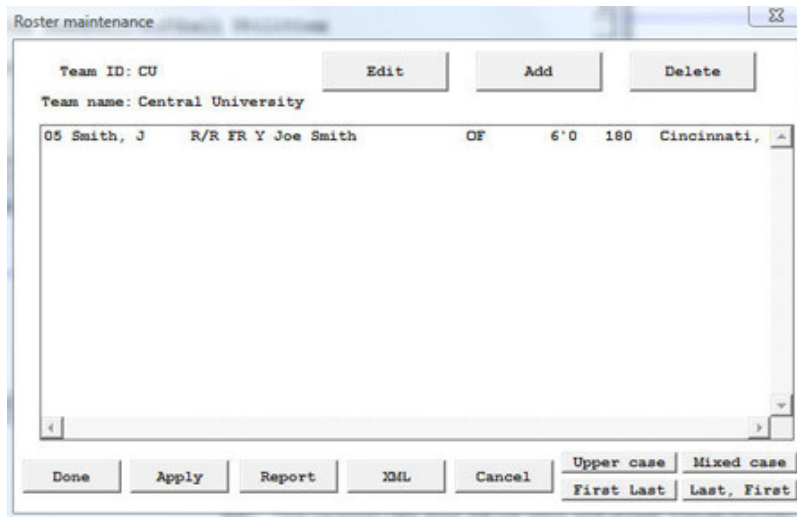 Roster maintenance
Team ID: CU
Edit
Add
Delete
Team name: Central University
05 Smith, J R/R FR Y Joe Smith OF 6'0 180 Cincinnati,
Done
Apply
Report
XML
Cancel
Upper case
Mixed case
First Last
Last, First